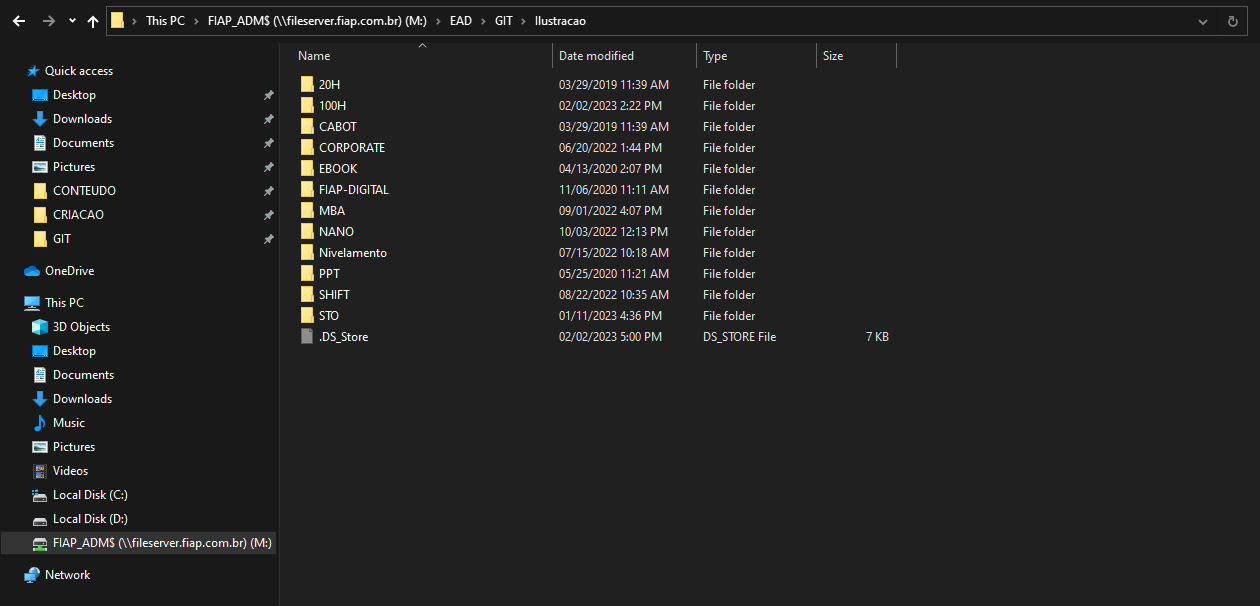 This PC > FIAP_ADM$ (\\fileserver.fiap.com.br) (M:) > EAD > GIT > Ilustracao
Quick access
Desktop
Downloads
Documents
Pictures
CONTEUDO
CRIACAO
GIT
OneDrive
This PC
3D Objects
Desktop
Documents
Downloads
Music
Pictures
Videos
Local Disk (C:)
Local Disk (D:)
FIAP_ADM$ (\\fileserver.fiap.com.br) (M:)
Network
Name Date modified Type Size
20H 03/29/2019 11:39 AM File folder
100H 02/02/2023 2:22 PM File folder
CABOT 03/29/2019 11:39 AM File folder
CORPORATE 06/20/2022 1:44 PM File folder
EBOOK 04/13/2020 2:07 PM File folder
FIAP-DIGITAL 11/06/2020 11:11 AM File folder
MBA 09/01/2022 4:07 PM File folder
NANO 10/03/2022 12:13 PM File folder
Nivelamento 07/15/2022 10:18 AM File folder
PPT 05/25/2020 11:21 AM File folder
SHIFT 08/22/2022 10:35 AM File folder
STO 01/11/2023 4:36 PM File folder
.DS_Store 02/02/2023 5:00 PM DS_STORE File 7 KB